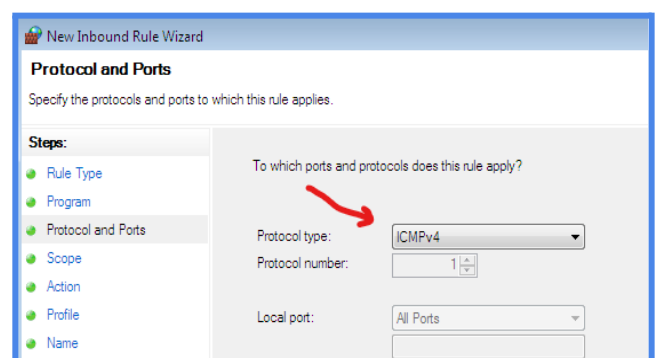 New Inbound Rule Wizard
Protocol and Ports
Specify the protocols and ports to which this rule applies.
Steps:
Rule Type
Program
Protocol and Ports
Scope
Action
Profile
Name
To which ports and protocols does this rule apply?
Protocol type: ICMPv4
Protocol number: 1
Local port: All Ports